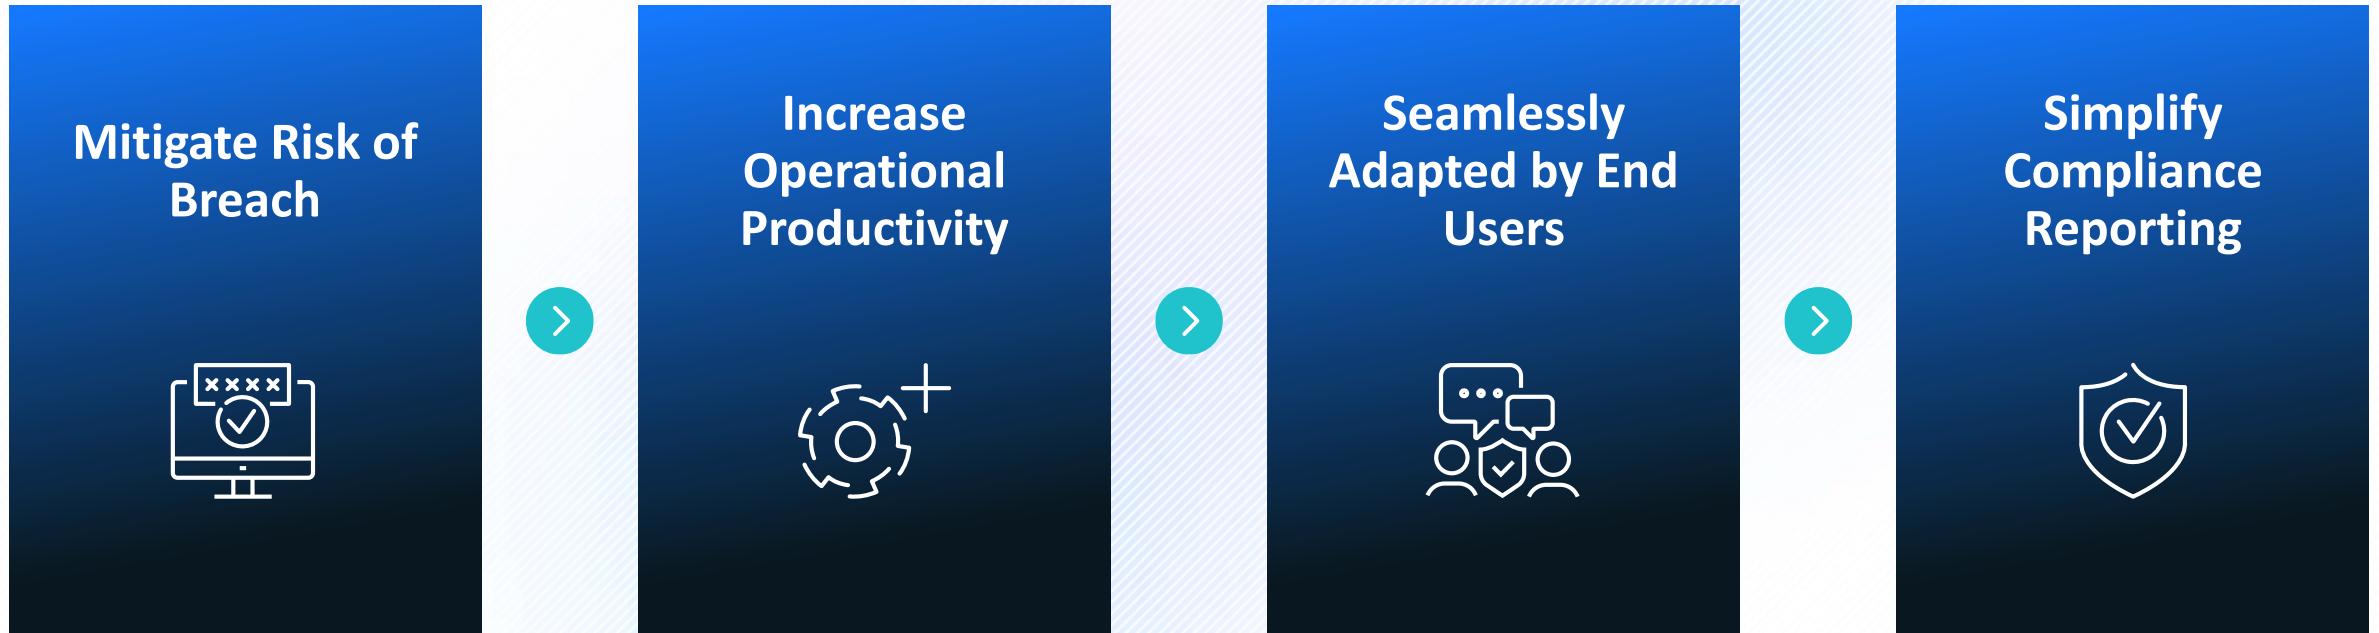 Mitigate Risk of
Breach
Increase
Operational
Productivity
Seamlessly
Adapted by End
Users
Simplify
Compliance
Reporting